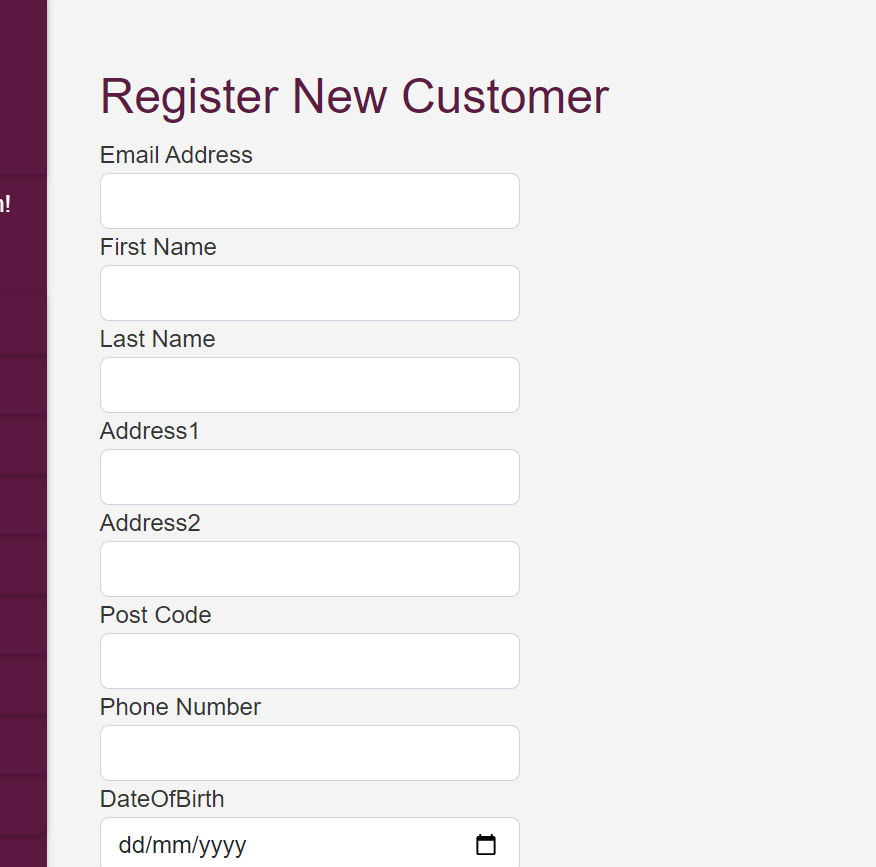 Register New Customer
Email Address
!
First Name
Last Name
Address1
Address2
Post Code
Phone Number
DateOfBirth
dd/mm/yyyy